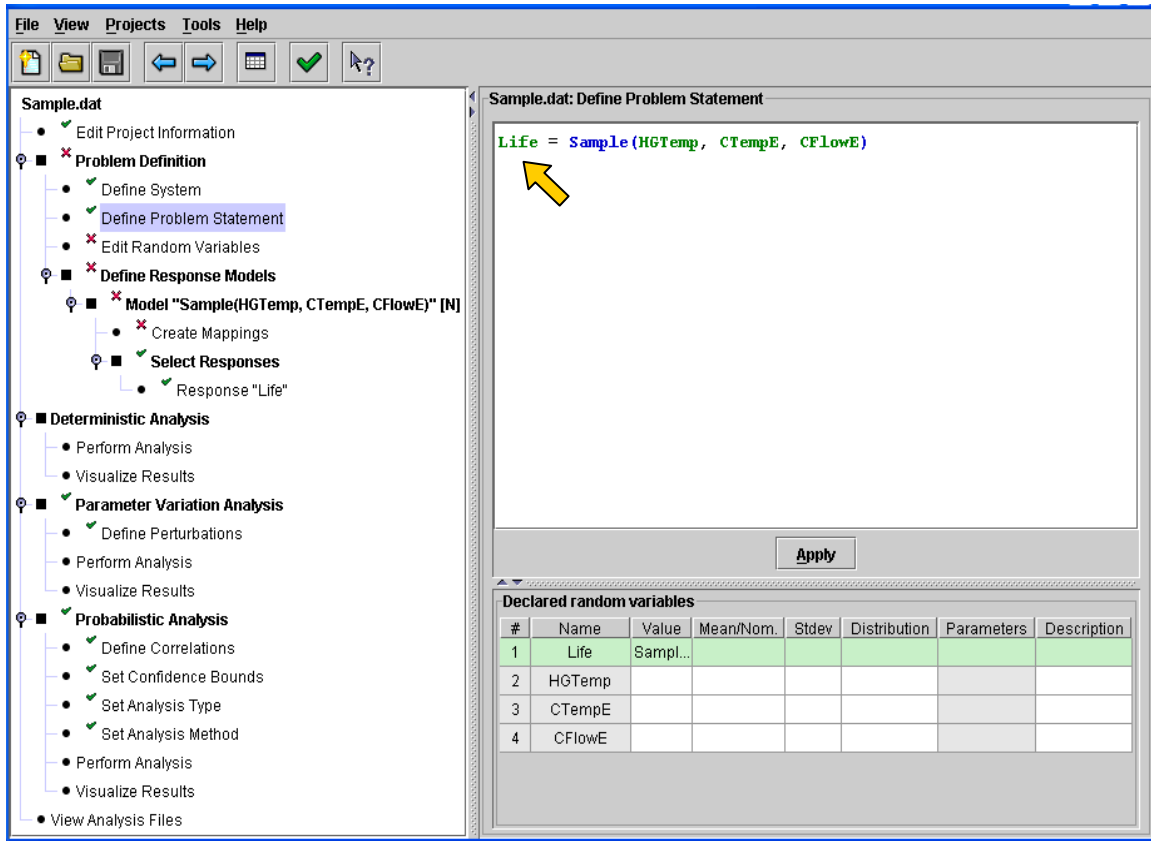 File View Projects Tools Help
Sample.dat
Edit Project Information
Problem Definition
Define System
Define Problem Statement
Edit Random Variables
Define Response Models
Model "Sample(HGTemp, CTempE, CFlowE)" [N]
Create Mappings
Select Responses
Response "Life"
Deterministic Analysis
Perform Analysis
Visualize Results
Parameter Variation Analysis
Define Perturbations
Perform Analysis
Visualize Results
Probabilistic Analysis
Define Correlations
Set Confidence Bounds
Set Analysis Type
Set Analysis Method
Perform Analysis
Visualize Results
View Analysis Files
Sample.dat: Define Problem Statement
Life = Sample(HGTemp, CTempE, CFlowE)
Apply
Declared random variables
# Name Value Mean/Nom. Stdev Distribution Parameters Description
1 Life Sampl...
2 HGTemp
3 CTempE
4 CFlowE